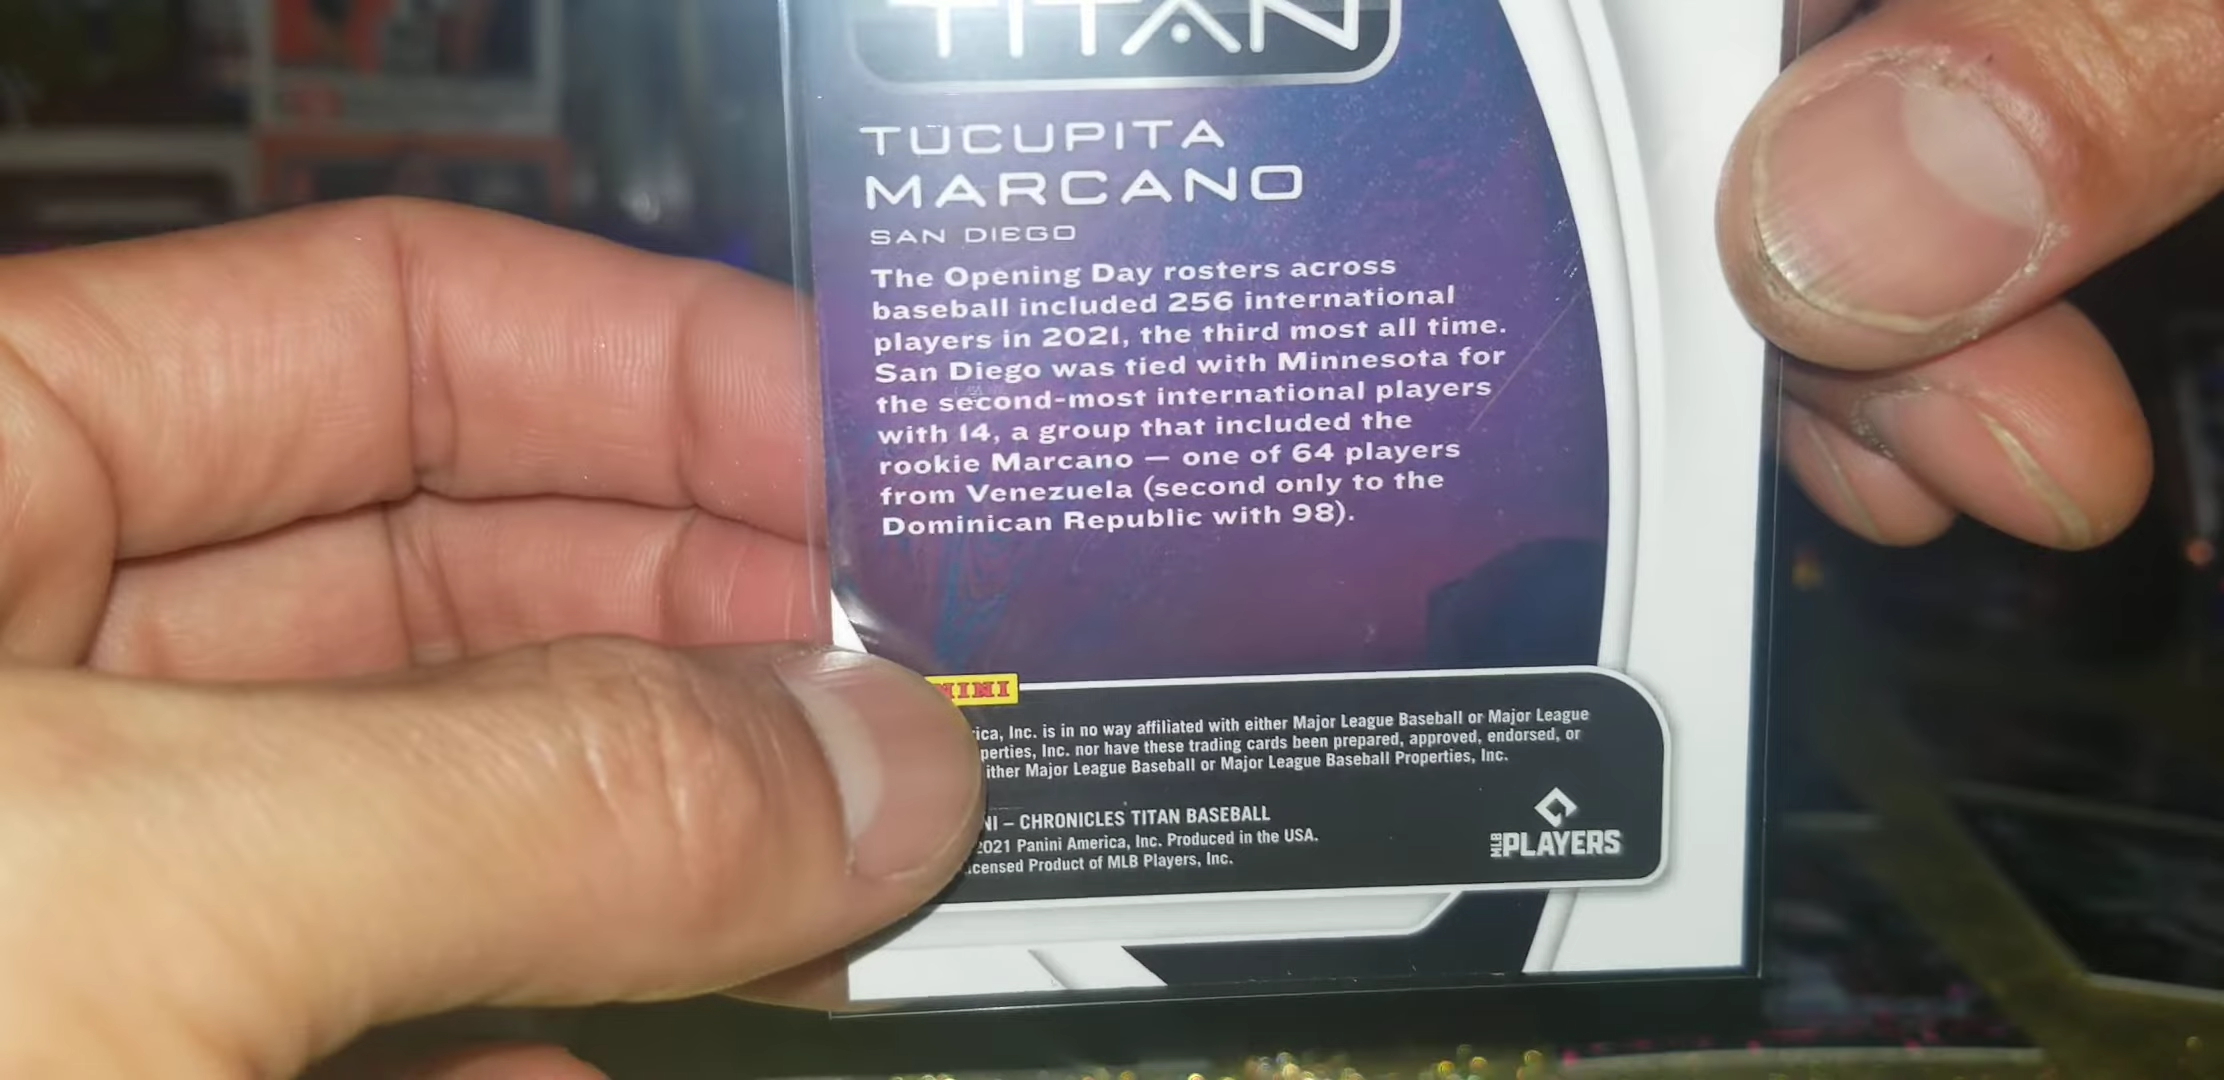 TITAN
TUCUPITA
MARCANO
SAN DIEGO
The Opening Day rosters across
baseball included 256 international
players in 2021, the third most all time.
San Diego was tied with Minnesota for
the second-most international players
with 14, a group that included the
rookie Marcano — one of 64 players
from Venezuela (second only to the
Dominican Republic with 98).
NINI
ica, Inc. is in no way affiliated with either Major League Baseball or Major League
perties, Inc. nor have these trading cards been prepared, approved, endorsed, or
ither Major League Baseball or Major League Baseball Properties, Inc.
NI – CHRONICLES TITAN BASEBALL
2021 Panini America, Inc. Produced in the USA.
icensed Product of MLB Players, Inc.
MLB PLAYERS